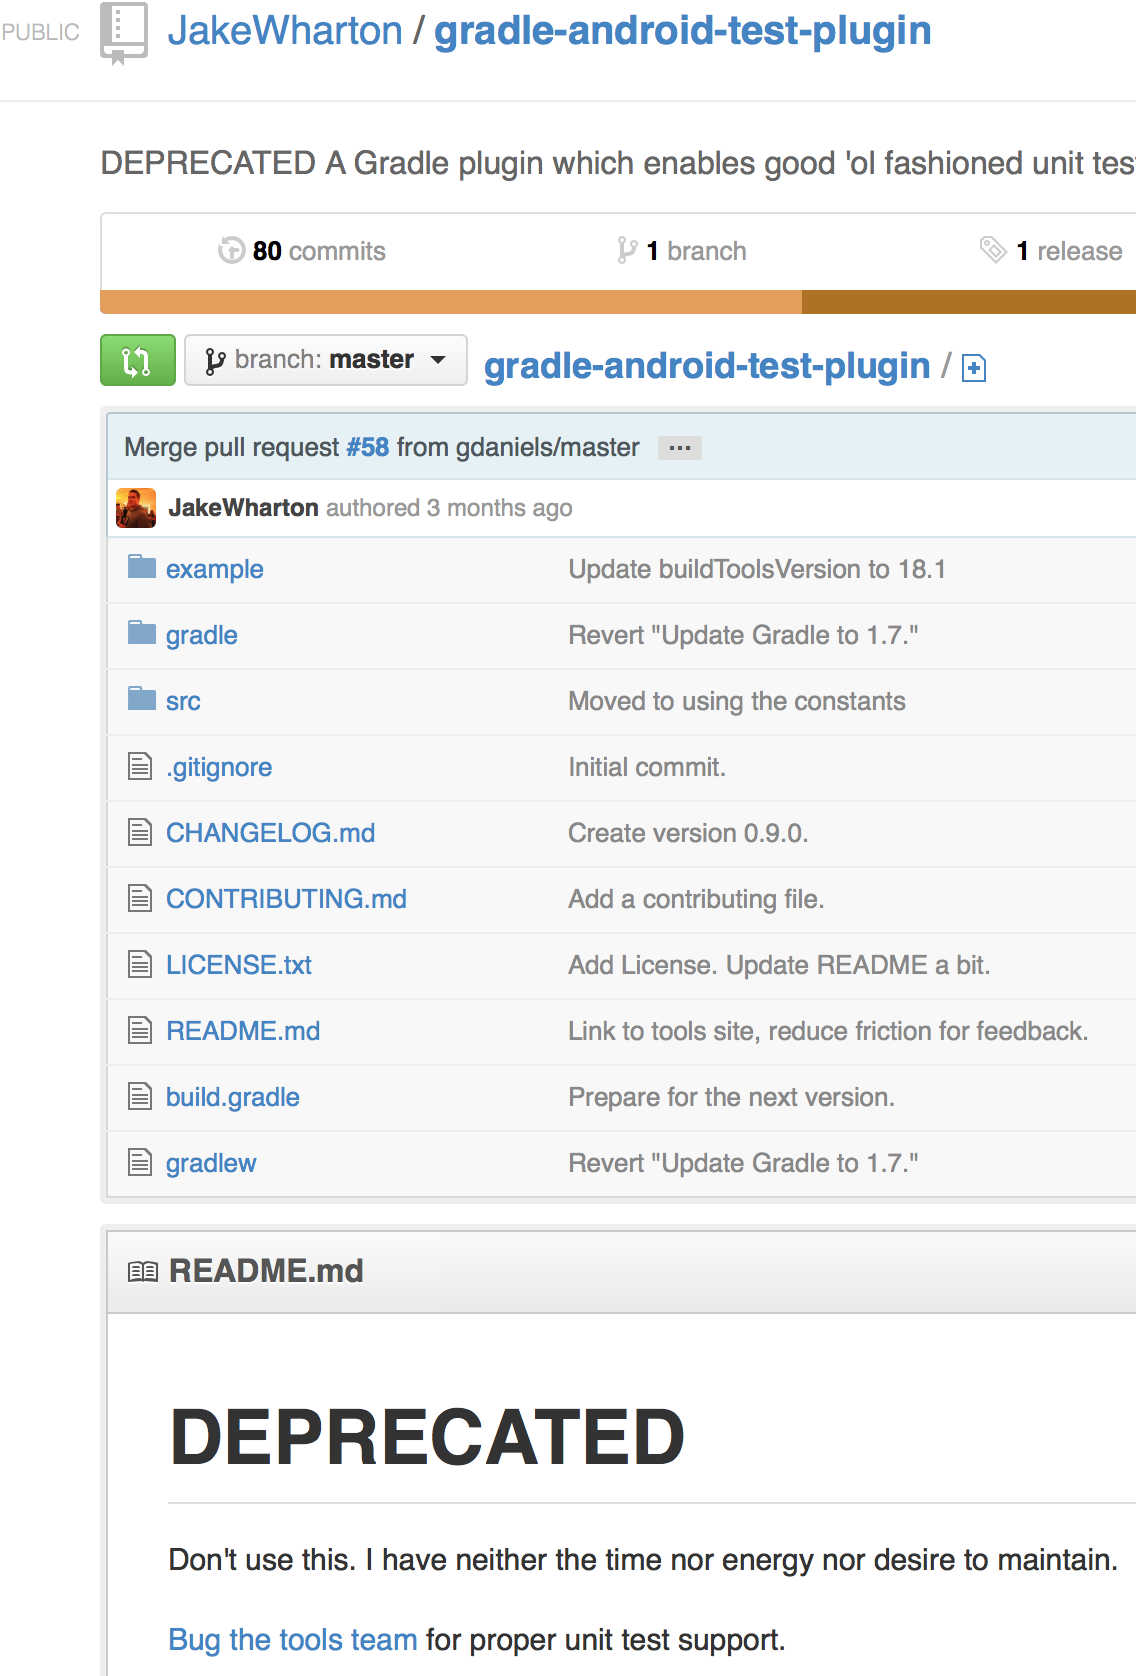 PUBLIC JakeWharton / gradle-android-test-plugin
DEPRECATED A Gradle plugin which enables good 'ol fashioned unit tes
80 commits 1 branch 1 release
branch: master gradle-android-test-plugin /
Merge pull request #58 from gdaniels/master ...
JakeWharton authored 3 months ago
example Update buildToolsVersion to 18.1
gradle Revert "Update Gradle to 1.7."
src Moved to using the constants
.gitignore Initial commit.
CHANGELOG.md Create version 0.9.0.
CONTRIBUTING.md Add a contributing file.
LICENSE.txt Add License. Update README a bit.
README.md Link to tools site, reduce friction for feedback.
build.gradle Prepare for the next version.
gradlew Revert "Update Gradle to 1.7."
README.md
DEPRECATED
Don't use this. I have neither the time nor energy nor desire to maintain.
Bug the tools team for proper unit test support.